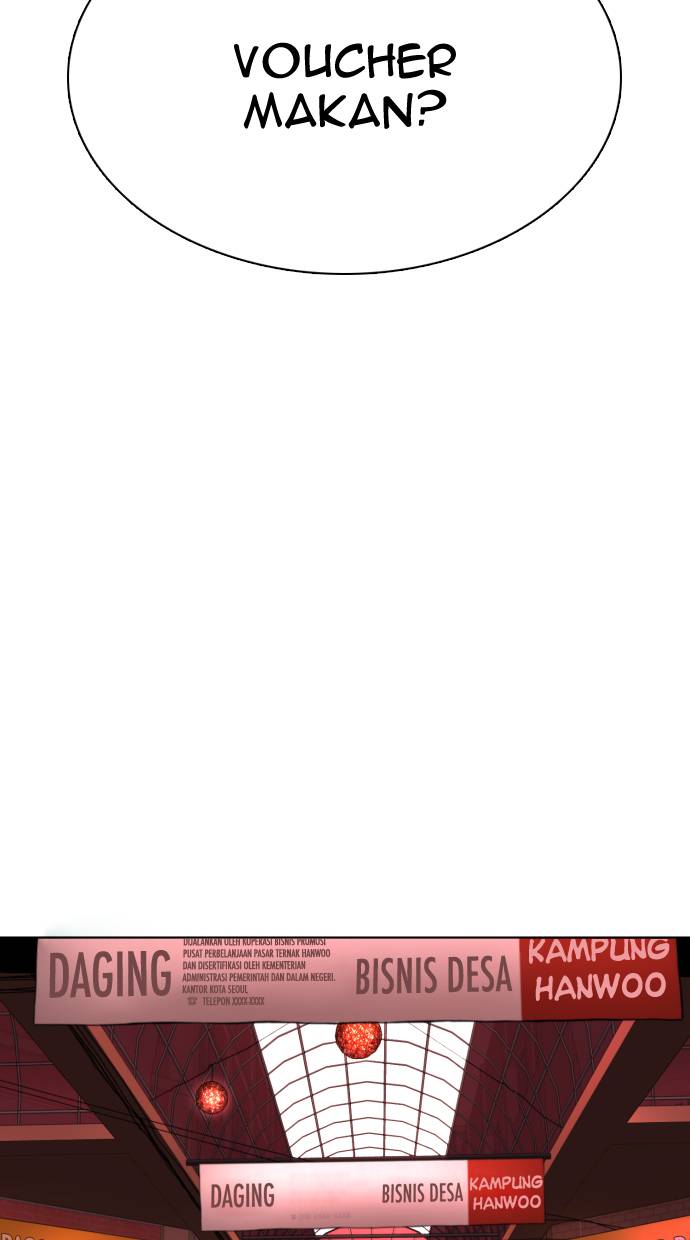 VOUCHER
MAKAN?
DAGING
DIJALANKAN OLEH KOPERASI BISNIS PROMOSI
PUSAT PERBELANJAAN PASAR TERNAK HANWOO
DAN DISERTIFIKASI OLEH KEMENTERIAN
ADMINISTRASI PEMERINTAH DAN DALAM NEGERI.
KANTOR KOTA SEOUL
☎ TELEPON XXXX-XXXX
BISNIS DESA
KAMPUNG
HANWOO
DAGING
BISNIS DESA
KAMPUNG
HANWOO